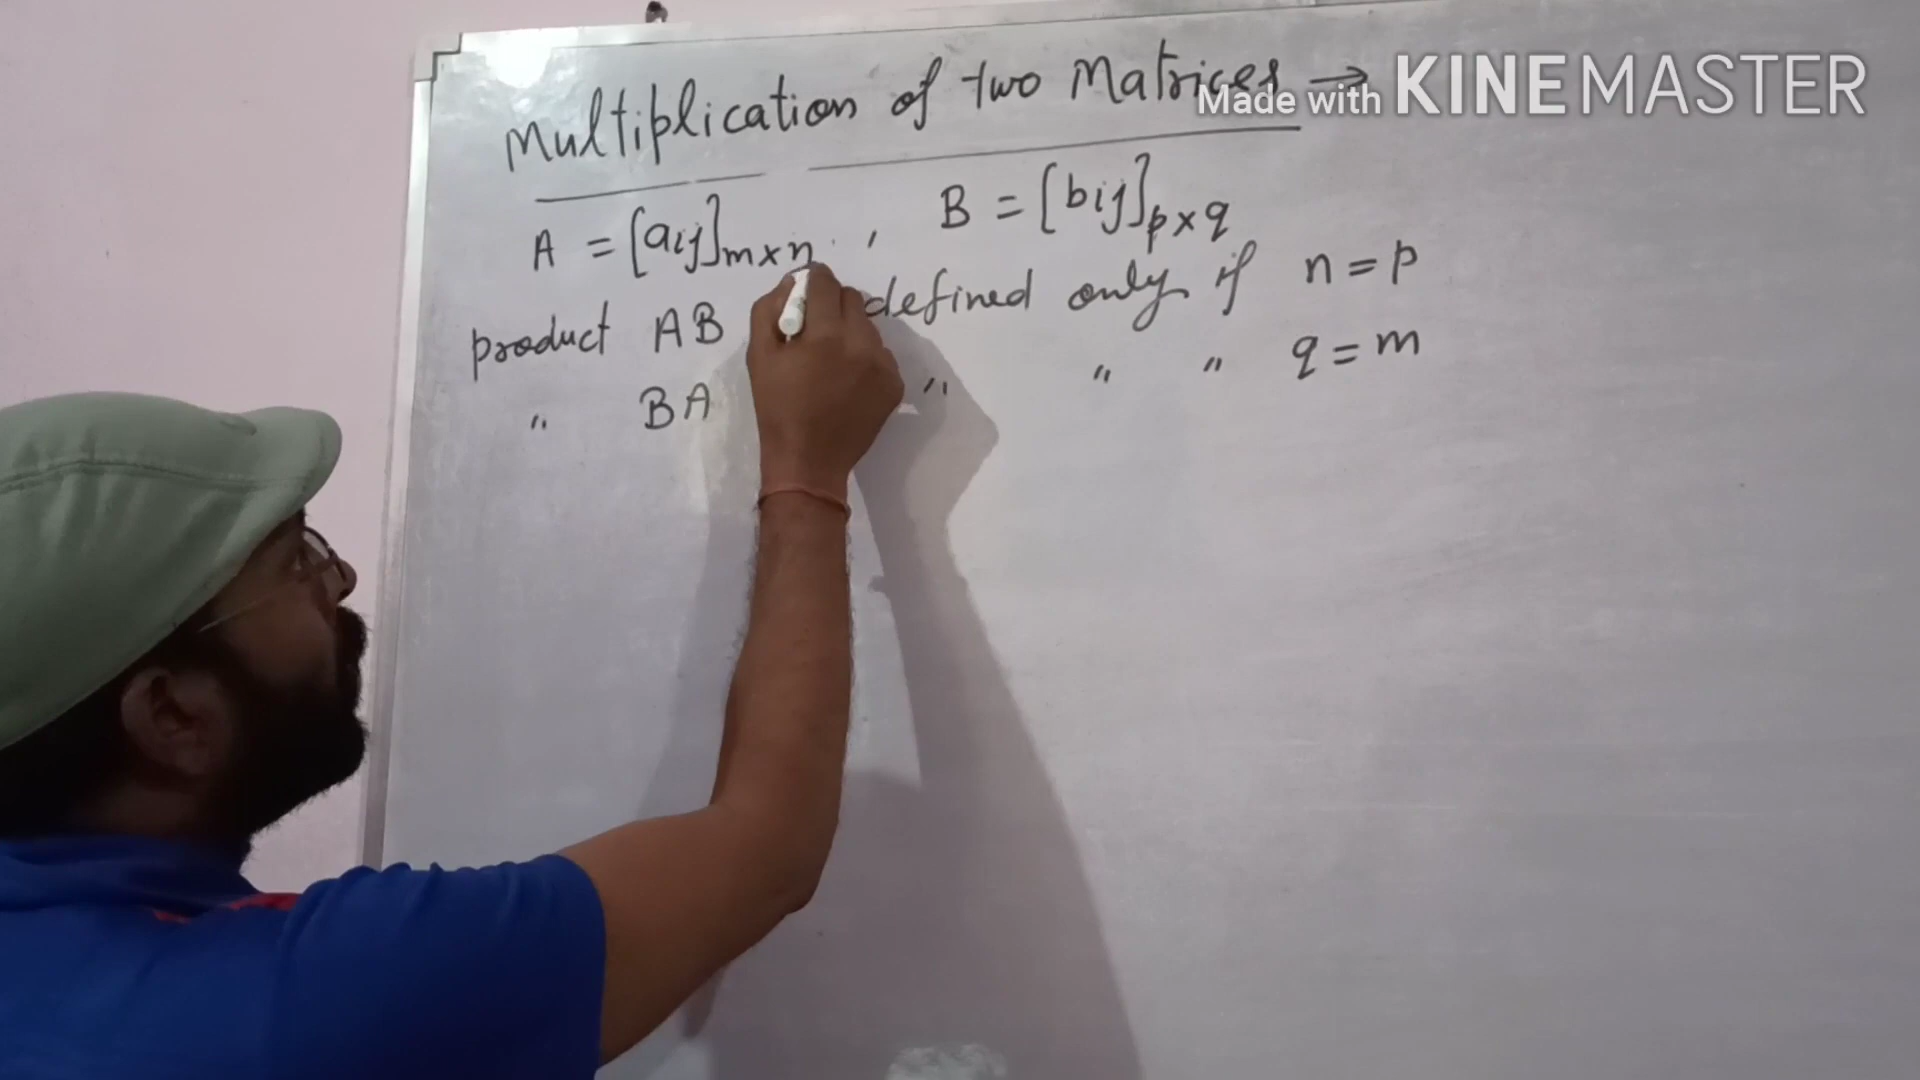 Multiplication of two Matrices ⇒
Made with KINEMASTER
A = [aij]m×n , B = [bij]p×q
product AB defined only if n = p
〃 BA 〃 〃 〃 q = m